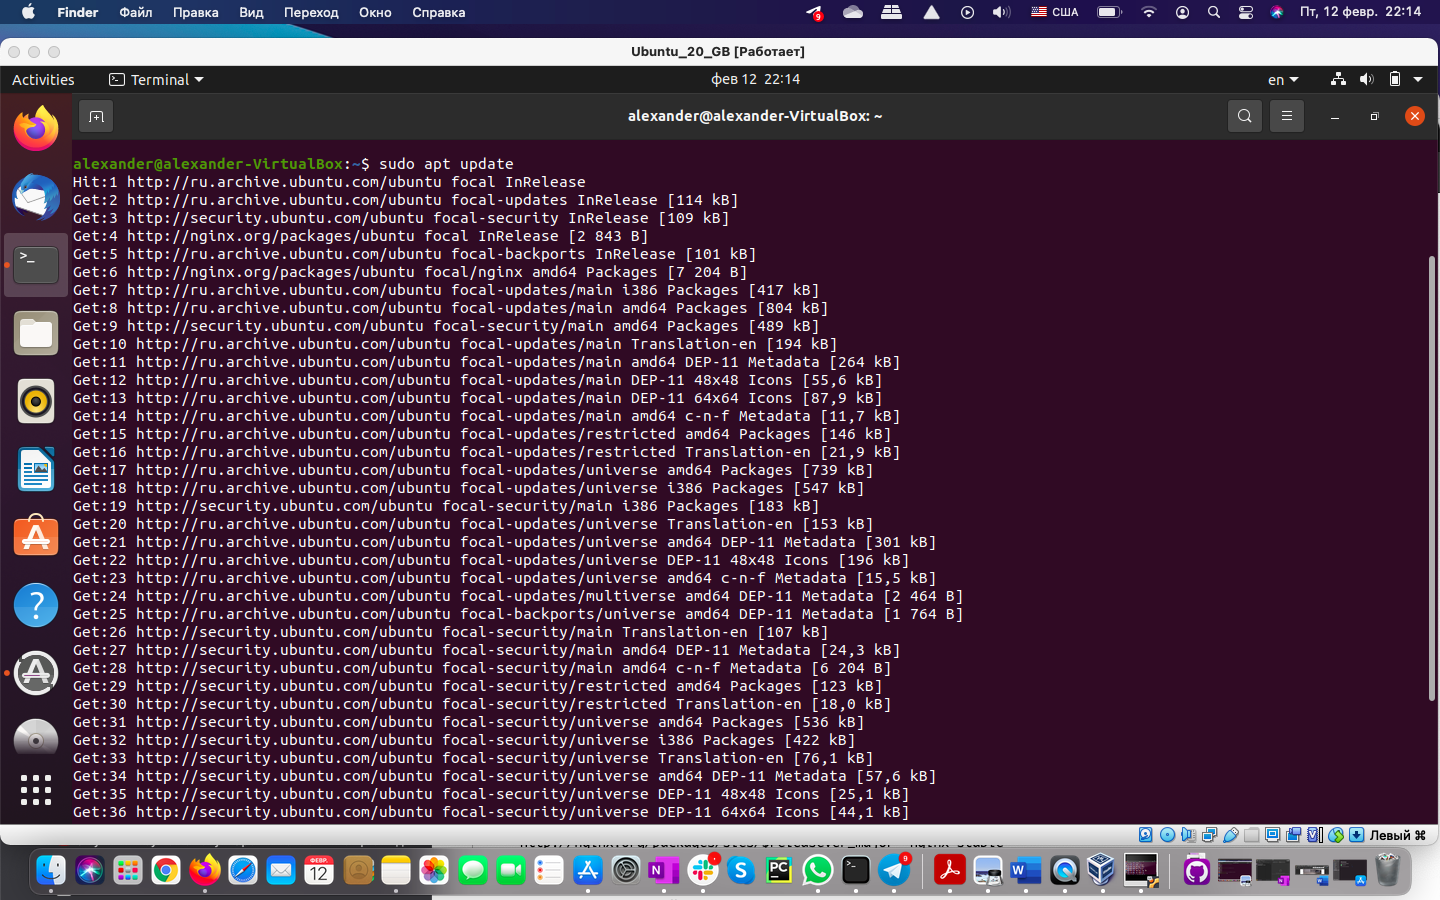 Finder Файл Правка Вид Переход Окно Справка 9 США Пт, 12 февр. 22:14
Ubuntu_20_GB [Работает]
Activities Terminal фев 12 22:14 en
alexander@alexander-VirtualBox: ~
alexander@alexander-VirtualBox:~$ sudo apt update
Hit:1 http://ru.archive.ubuntu.com/ubuntu focal InRelease
Get:2 http://ru.archive.ubuntu.com/ubuntu focal-updates InRelease [114 kB]
Get:3 http://security.ubuntu.com/ubuntu focal-security InRelease [109 kB]
Get:4 http://nginx.org/packages/ubuntu focal InRelease [2 843 B]
Get:5 http://ru.archive.ubuntu.com/ubuntu focal-backports InRelease [101 kB]
Get:6 http://nginx.org/packages/ubuntu focal/nginx amd64 Packages [7 204 B]
Get:7 http://ru.archive.ubuntu.com/ubuntu focal-updates/main i386 Packages [417 kB]
Get:8 http://ru.archive.ubuntu.com/ubuntu focal-updates/main amd64 Packages [804 kB]
Get:9 http://security.ubuntu.com/ubuntu focal-security/main amd64 Packages [489 kB]
Get:10 http://ru.archive.ubuntu.com/ubuntu focal-updates/main Translation-en [194 kB]
Get:11 http://ru.archive.ubuntu.com/ubuntu focal-updates/main amd64 DEP-11 Metadata [264 kB]
Get:12 http://ru.archive.ubuntu.com/ubuntu focal-updates/main DEP-11 48x48 Icons [55,6 kB]
Get:13 http://ru.archive.ubuntu.com/ubuntu focal-updates/main DEP-11 64x64 Icons [87,9 kB]
Get:14 http://ru.archive.ubuntu.com/ubuntu focal-updates/main amd64 c-n-f Metadata [11,7 kB]
Get:15 http://ru.archive.ubuntu.com/ubuntu focal-updates/restricted amd64 Packages [146 kB]
Get:16 http://ru.archive.ubuntu.com/ubuntu focal-updates/restricted Translation-en [21,9 kB]
Get:17 http://ru.archive.ubuntu.com/ubuntu focal-updates/universe amd64 Packages [739 kB]
Get:18 http://ru.archive.ubuntu.com/ubuntu focal-updates/universe i386 Packages [547 kB]
Get:19 http://security.ubuntu.com/ubuntu focal-security/main i386 Packages [183 kB]
Get:20 http://ru.archive.ubuntu.com/ubuntu focal-updates/universe Translation-en [153 kB]
Get:21 http://ru.archive.ubuntu.com/ubuntu focal-updates/universe amd64 DEP-11 Metadata [301 kB]
Get:22 http://ru.archive.ubuntu.com/ubuntu focal-updates/universe DEP-11 48x48 Icons [196 kB]
Get:23 http://ru.archive.ubuntu.com/ubuntu focal-updates/universe amd64 c-n-f Metadata [15,5 kB]
Get:24 http://ru.archive.ubuntu.com/ubuntu focal-updates/multiverse amd64 DEP-11 Metadata [2 464 B]
Get:25 http://ru.archive.ubuntu.com/ubuntu focal-backports/universe amd64 DEP-11 Metadata [1 764 B]
Get:26 http://security.ubuntu.com/ubuntu focal-security/main Translation-en [107 kB]
Get:27 http://security.ubuntu.com/ubuntu focal-security/main amd64 DEP-11 Metadata [24,3 kB]
Get:28 http://security.ubuntu.com/ubuntu focal-security/main amd64 c-n-f Metadata [6 204 B]
Get:29 http://security.ubuntu.com/ubuntu focal-security/restricted amd64 Packages [123 kB]
Get:30 http://security.ubuntu.com/ubuntu focal-security/restricted Translation-en [18,0 kB]
Get:31 http://security.ubuntu.com/ubuntu focal-security/universe amd64 Packages [536 kB]
Get:32 http://security.ubuntu.com/ubuntu focal-security/universe i386 Packages [422 kB]
Get:33 http://security.ubuntu.com/ubuntu focal-security/universe Translation-en [76,1 kB]
Get:34 http://security.ubuntu.com/ubuntu focal-security/universe amd64 DEP-11 Metadata [57,6 kB]
Get:35 http://security.ubuntu.com/ubuntu focal-security/universe DEP-11 48x48 Icons [25,1 kB]
Get:36 http://security.ubuntu.com/ubuntu focal-security/universe DEP-11 64x64 Icons [44,1 kB]
Левый ⌘
ФЕВР.
12
9